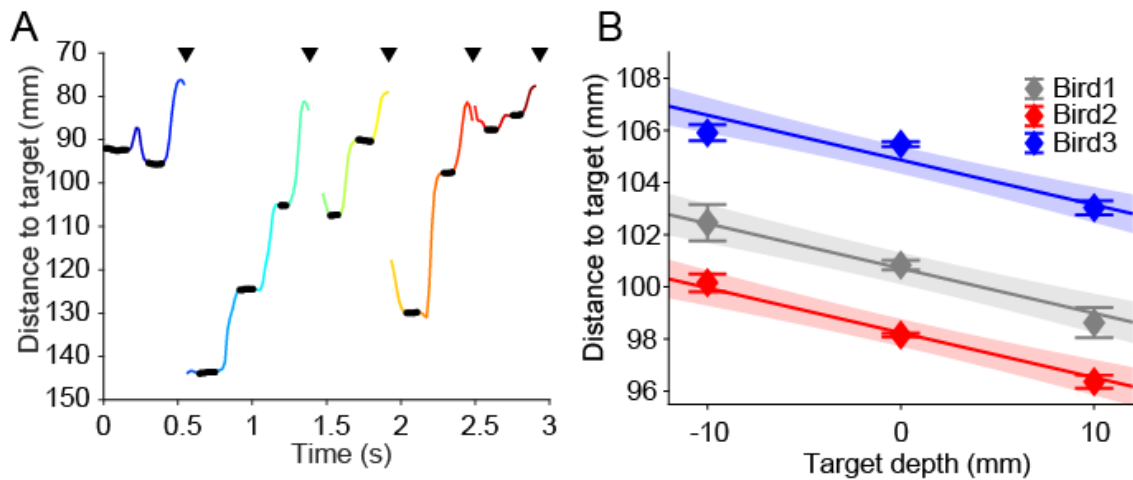 A
Distance to target (mm)
70
80
90
100
110
120
130
140
150
0
0.5
1
1.5
2
2.5
3
Time (s)
B
Distance to target (mm)
108
106
104
102
100
98
96
Bird1
Bird2
Bird3
-10
0
10
Target depth (mm)